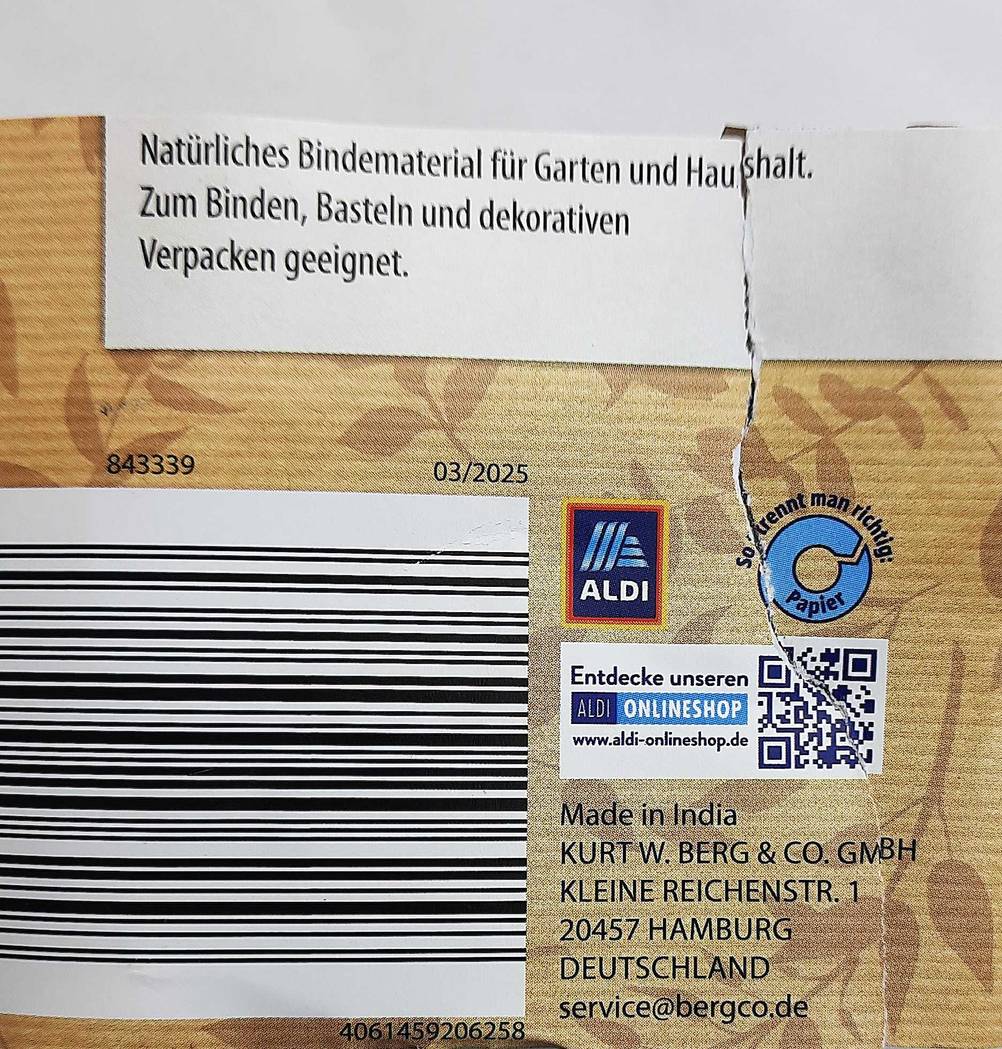 Natürliches Bindematerial für Garten und Haushalt.
Zum Binden, Basteln und dekorativen
Verpacken geeignet.
843339
03/2025
ALDI
So trennt man richtig:
Papier
Entdecke unseren
ALDI ONLINESHOP
www.aldi-onlineshop.de
Made in India
KURT W. BERG & CO. GMBH
KLEINE REICHENSTR. 1
20457 HAMBURG
DEUTSCHLAND
service@bergco.de
4061459206258